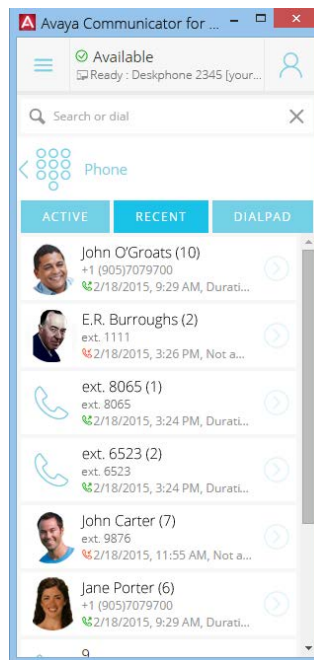 Avaya Communicator for ...
Available
Ready : Deskphone 2345 [your...
Search or dial
Phone
ACTIVE RECENT DIALPAD
John O'Groats (10)
+1 (905)7079700
2/18/2015, 9:29 AM, Durati...
E.R. Burroughs (2)
ext. 1111
2/18/2015, 3:26 PM, Not a...
ext. 8065 (1)
ext. 8065
2/18/2015, 3:24 PM, Durati...
ext. 6523 (2)
ext. 6523
2/18/2015, 3:24 PM, Durati...
John Carter (7)
ext. 9876
2/18/2015, 11:55 AM, Not a...
Jane Porter (6)
+1 (905)7079700
2/18/2015, 9:29 AM, Durati...